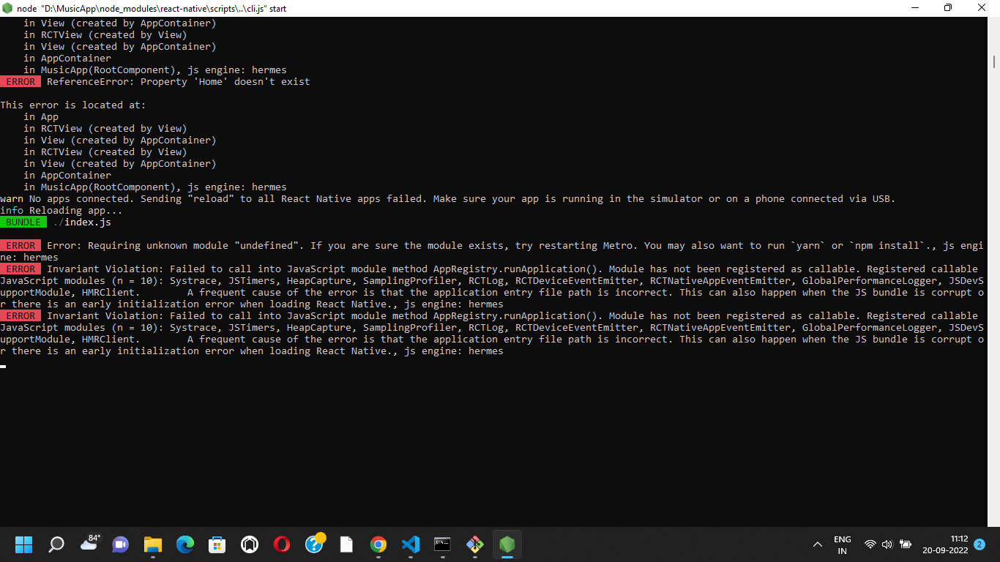 node "D:\MusicApp\node_modules\react-native\scripts\..\cli.js" start
in View (created by AppContainer)
in RCTView (created by View)
in View (created by AppContainer)
in AppContainer
in MusicApp(RootComponent), js engine: hermes
ERROR ReferenceError: Property 'Home' doesn't exist
This error is located at:
in App
in RCTView (created by View)
in View (created by AppContainer)
in RCTView (created by View)
in View (created by AppContainer)
in AppContainer
in MusicApp(RootComponent), js engine: hermes
warn No apps connected. Sending "reload" to all React Native apps failed. Make sure your app is running in the simulator or on a phone connected via USB.
info Reloading app...
BUNDLE ./index.js
ERROR Error: Requiring unknown module "undefined". If you are sure the module exists, try restarting Metro. You may also want to run `yarn` or `npm install`., js engi
ne: hermes
ERROR Invariant Violation: Failed to call into JavaScript module method AppRegistry.runApplication(). Module has not been registered as callable. Registered callable
JavaScript modules (n = 10): Systrace, JSTimers, HeapCapture, SamplingProfiler, RCTLog, RCTDeviceEventEmitter, RCTNativeAppEventEmitter, GlobalPerformanceLogger, JSDevS
upportModule, HMRClient. A frequent cause of the error is that the application entry file path is incorrect. This can also happen when the JS bundle is corrupt o
r there is an early initialization error when loading React Native., js engine: hermes
ERROR Invariant Violation: Failed to call into JavaScript module method AppRegistry.runApplication(). Module has not been registered as callable. Registered callable
JavaScript modules (n = 10): Systrace, JSTimers, HeapCapture, SamplingProfiler, RCTLog, RCTDeviceEventEmitter, RCTNativeAppEventEmitter, GlobalPerformanceLogger, JSDevS
upportModule, HMRClient. A frequent cause of the error is that the application entry file path is incorrect. This can also happen when the JS bundle is corrupt o
r there is an early initialization error when loading React Native., js engine: hermes
84°
ENG
IN
11:12
20-09-2022
2